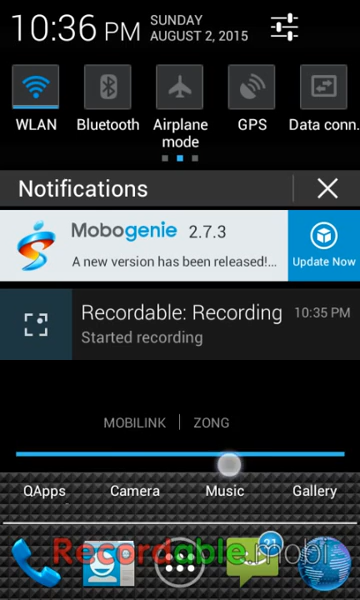 10:36 PM
SUNDAY
AUGUST 2, 2015
WLAN
Bluetooth
Airplane
mode
GPS
Data conn.
Notifications
Mobogenie 2.7.3
A new version has been released!...
Update Now
Recordable: Recording 10:35 PM
Started recording
MOBILINK | ZONG
QApps Camera Music Gallery
Recordable.mobi
21